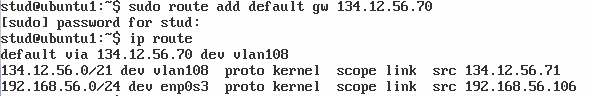 stud@ubuntu1:~$ sudo route add default gw 134.12.56.70
[sudo] password for stud:
stud@ubuntu1:~$ ip route
default via 134.12.56.70 dev vlan108
134.12.56.0/21 dev vlan108  proto kernel  scope link  src 134.12.56.71
192.168.56.0/24 dev enp0s3  proto kernel  scope link  src 192.168.56.106